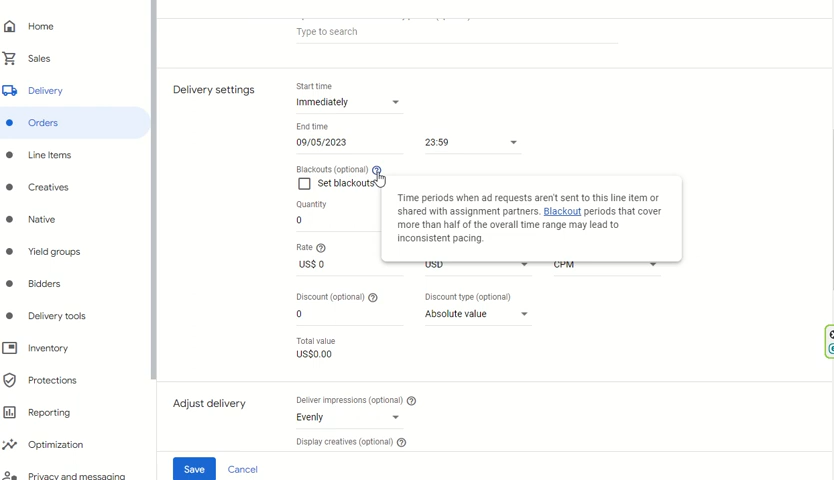 Home
Sales
Delivery
Orders
Line Items
Creatives
Native
Yield groups
Bidders
Delivery tools
Inventory
Protections
Reporting
Optimization
Privacy and messaging
Type to search
Delivery settings
Start time
Immediately
End time
09/05/2023 23:59
Blackouts (optional)
Set blackouts
Time periods when ad requests aren't sent to this line item or
shared with assignment partners. Blackout periods that cover
more than half of the overall time range may lead to
inconsistent pacing.
Quantity
0
Rate
US$ 0 USD CPM
Discount (optional) Discount type (optional)
0 Absolute value
Total value
US$0.00
Adjust delivery
Deliver impressions (optional)
Evenly
Display creatives (optional)
Save Cancel